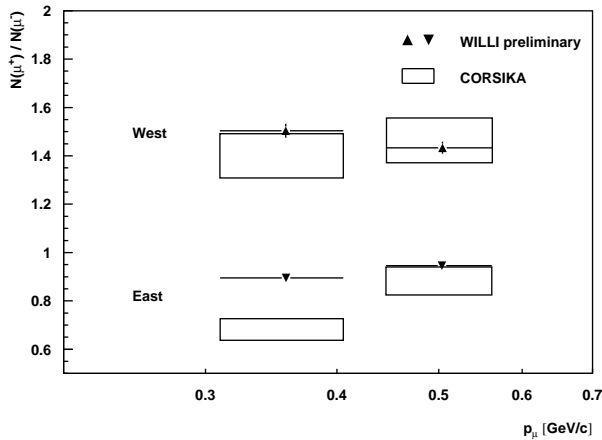 N(μ⁺) / N(μ⁻)
2
1.8
1.6
1.4
1.2
1
0.8
0.6
WILLI preliminary
CORSIKA
West
East
0.3
0.4
0.5
0.6
0.7
pμ [GeV/c]